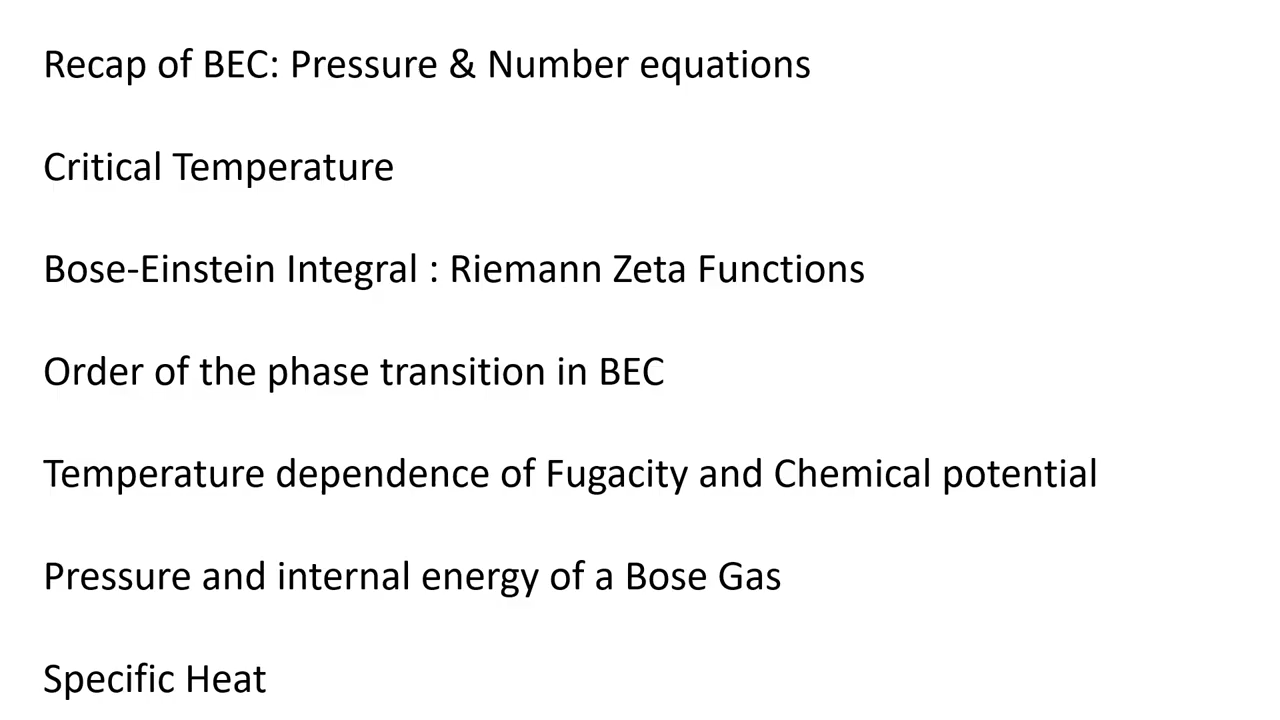 Recap of BEC: Pressure & Number equations
Critical Temperature
Bose-Einstein Integral : Riemann Zeta Functions
Order of the phase transition in BEC
Temperature dependence of Fugacity and Chemical potential
Pressure and internal energy of a Bose Gas
Specific Heat